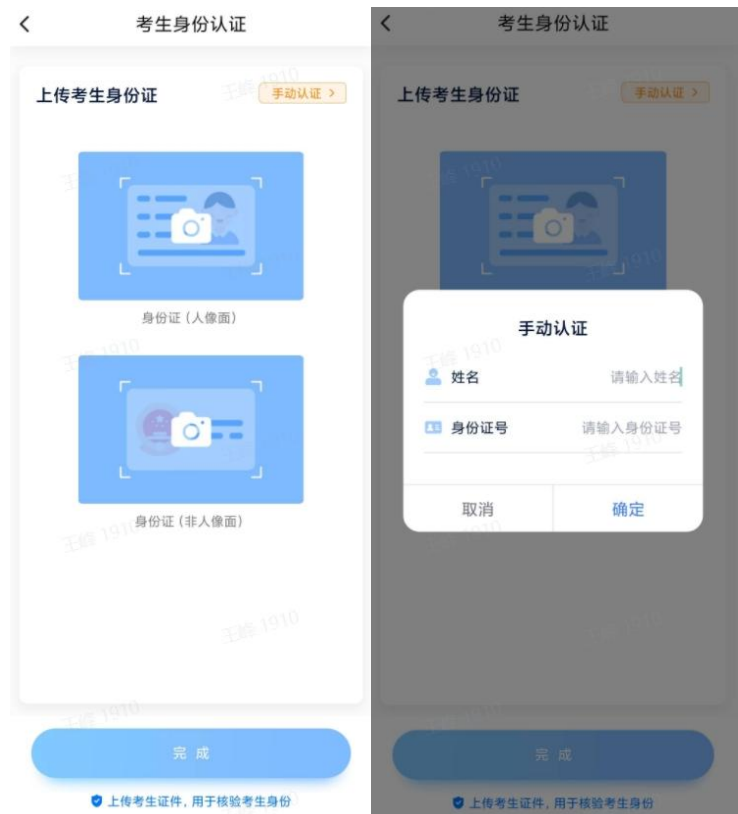 考生身份认证
上传考生身份证
手动认证 >
王峰 1910
身份证 (人像面)
身份证 (非人像面)
完 成
上传考生证件, 用于核验考生身份
考生身份认证
上传考生身份证
手动认证 >
手动认证
姓名
请输入姓名
身份证号
请输入身份证号
取消
确定
完 成
上传考生证件, 用于核验考生身份